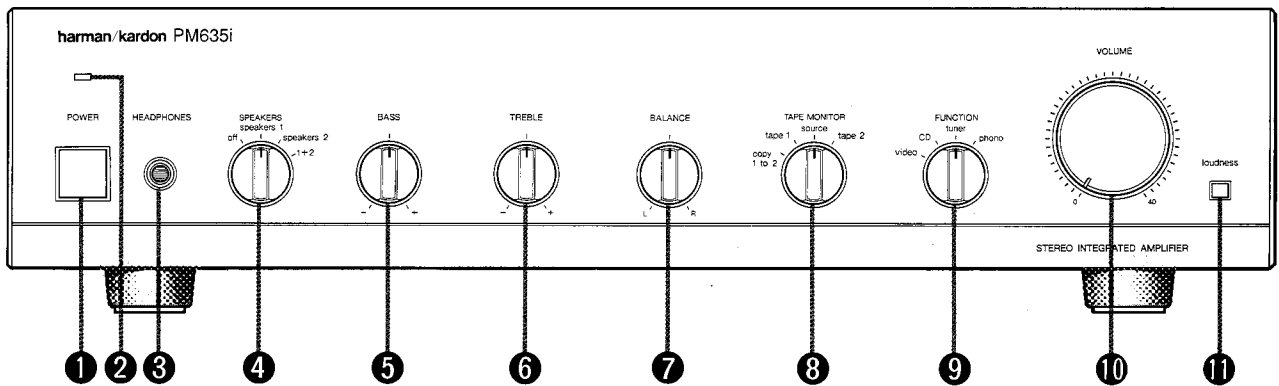 harman/kardon PM635i
VOLUME
POWER
HEADPHONES
SPEAKERS
off
speakers 1
speakers 2
1+2
BASS
− +
TREBLE
− +
BALANCE
L R
TAPE MONITOR
copy
1 to 2
tape 1
source
tape 2
FUNCTION
video
CD
tuner
phono
0 40
loudness
STEREO INTEGRATED AMPLIFIER
1 2 3 4 5 6 7 8 9 10 11